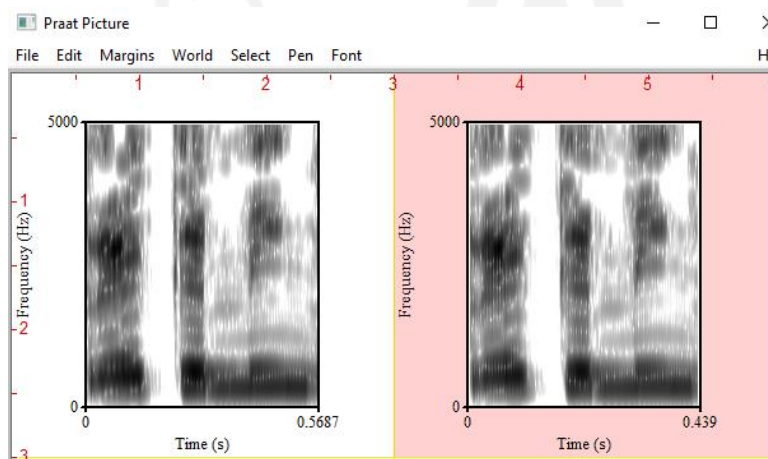 Praat Picture
File Edit Margins World Select Pen Font H
1 2 3 4 5
5000 5000
1
Frequency (Hz) Frequency (Hz)
2
0 0
0 0.5687 0 0.439
Time (s) Time (s)
3